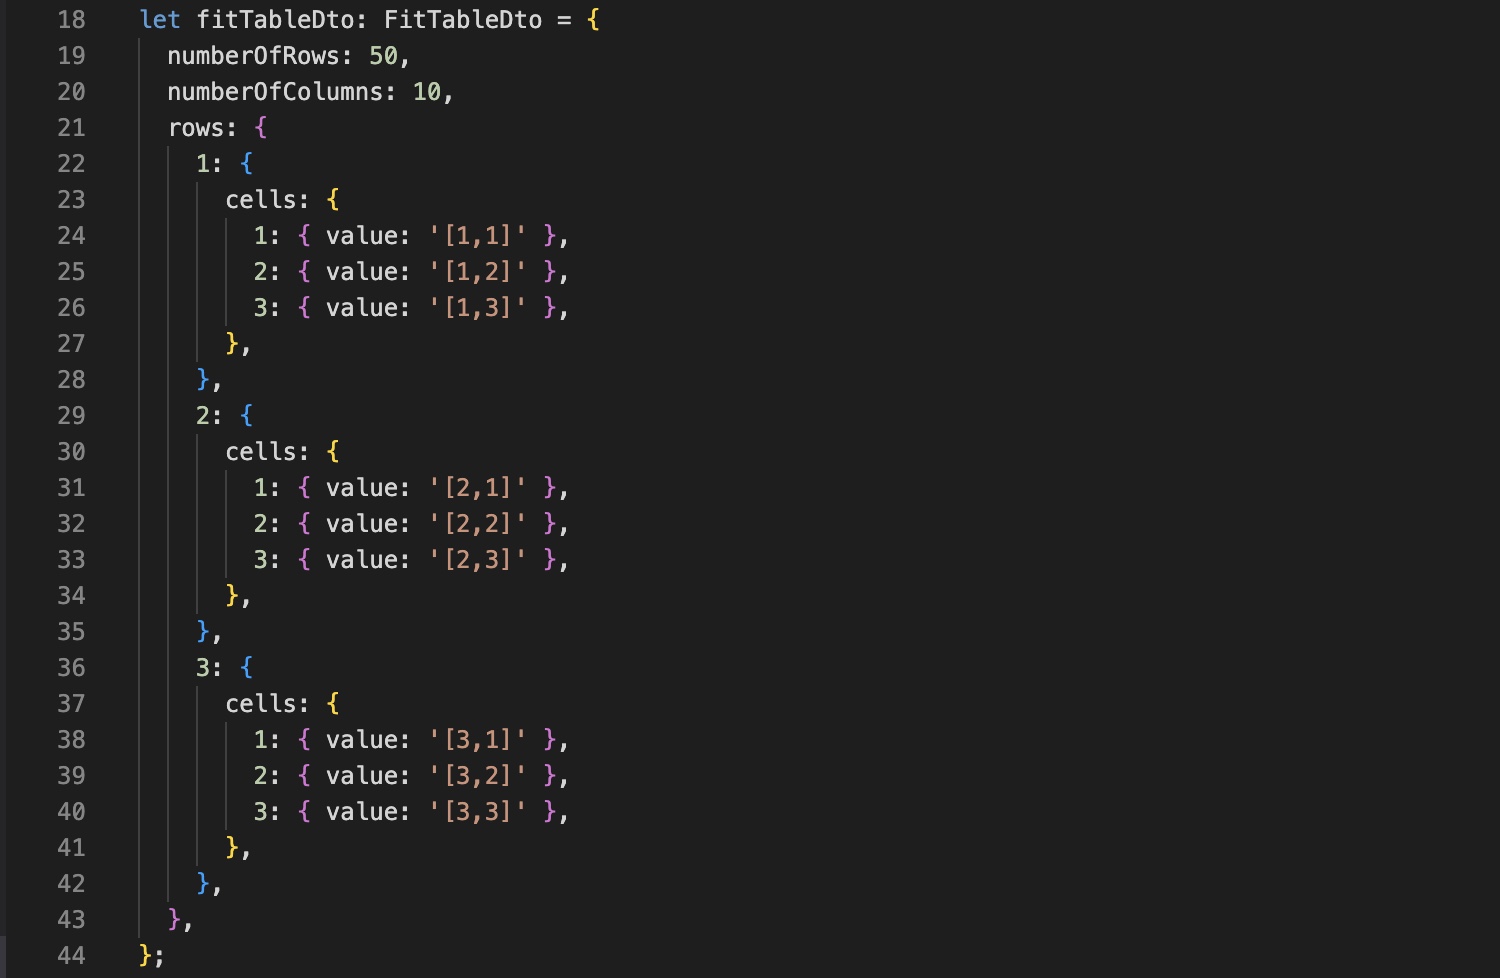 18 let fitTableDto: FitTableDto = {
19   numberOfRows: 50,
20   numberOfColumns: 10,
21   rows: {
22     1: {
23       cells: {
24         1: { value: '[1,1]' },
25         2: { value: '[1,2]' },
26         3: { value: '[1,3]' },
27       },
28     },
29     2: {
30       cells: {
31         1: { value: '[2,1]' },
32         2: { value: '[2,2]' },
33         3: { value: '[2,3]' },
34       },
35     },
36     3: {
37       cells: {
38         1: { value: '[3,1]' },
39         2: { value: '[3,2]' },
40         3: { value: '[3,3]' },
41       },
42     },
43   },
44 };